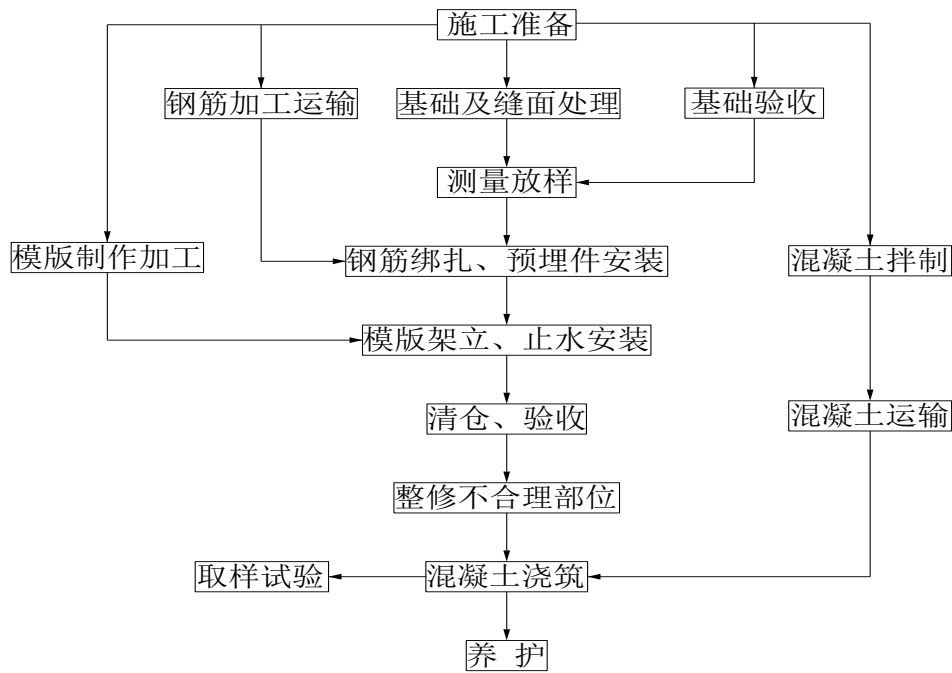 施工准备
钢筋加工运输
基础及缝面处理
基础验收
测量放样
模版制作加工
钢筋绑扎、预埋件安装
混凝土拌制
模版架立、止水安装
清仓、验收
混凝土运输
整修不合理部位
取样试验
混凝土浇筑
养 护